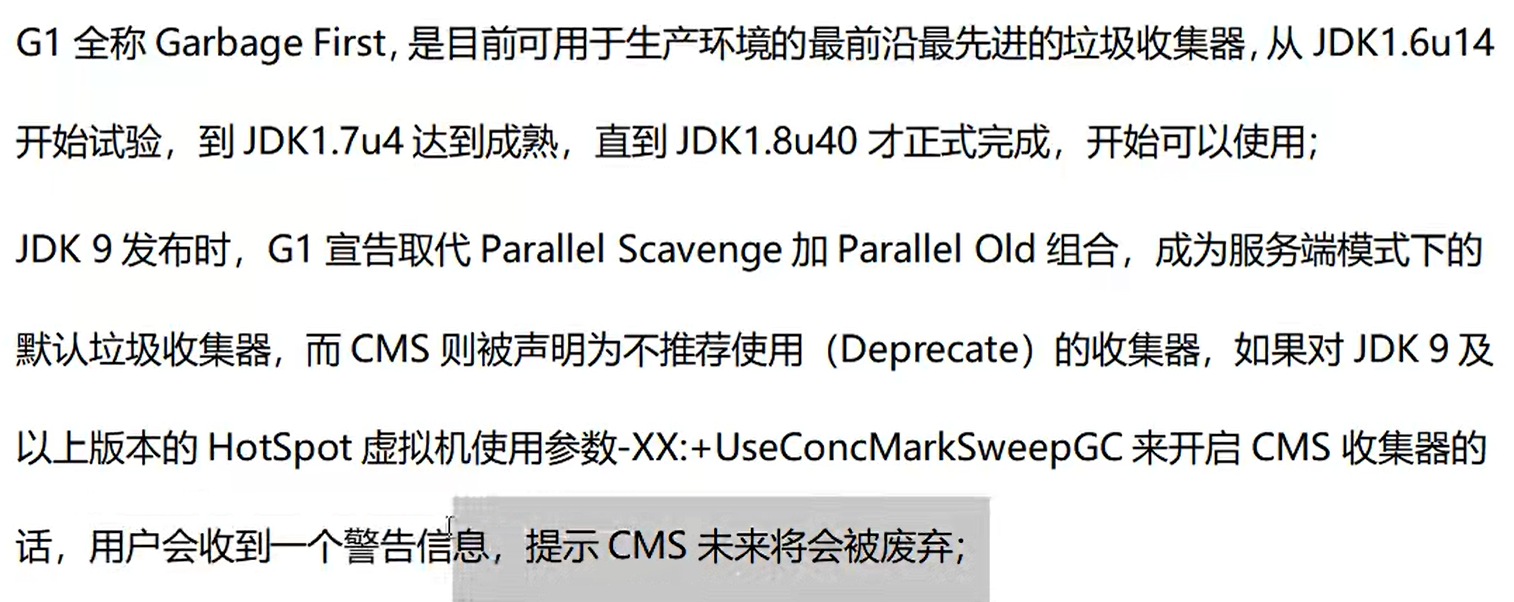 G1 全称 Garbage First, 是目前可用于生产环境的最前沿最先进的垃圾收集器, 从 JDK1.6u14
开始试验，到 JDK1.7u4 达到成熟，直到 JDK1.8u40 才正式完成，开始可以使用；
JDK 9 发布时，G1 宣告取代 Parallel Scavenge 加 Parallel Old 组合，成为服务端模式下的
默认垃圾收集器，而 CMS 则被声明为不推荐使用（Deprecate）的收集器，如果对 JDK 9 及
以上版本的 HotSpot 虚拟机使用参数-XX:+UseConcMarkSweepGC 来开启 CMS 收集器的
话，用户会收到一个警告信息，提示 CMS 未来将会被废弃；